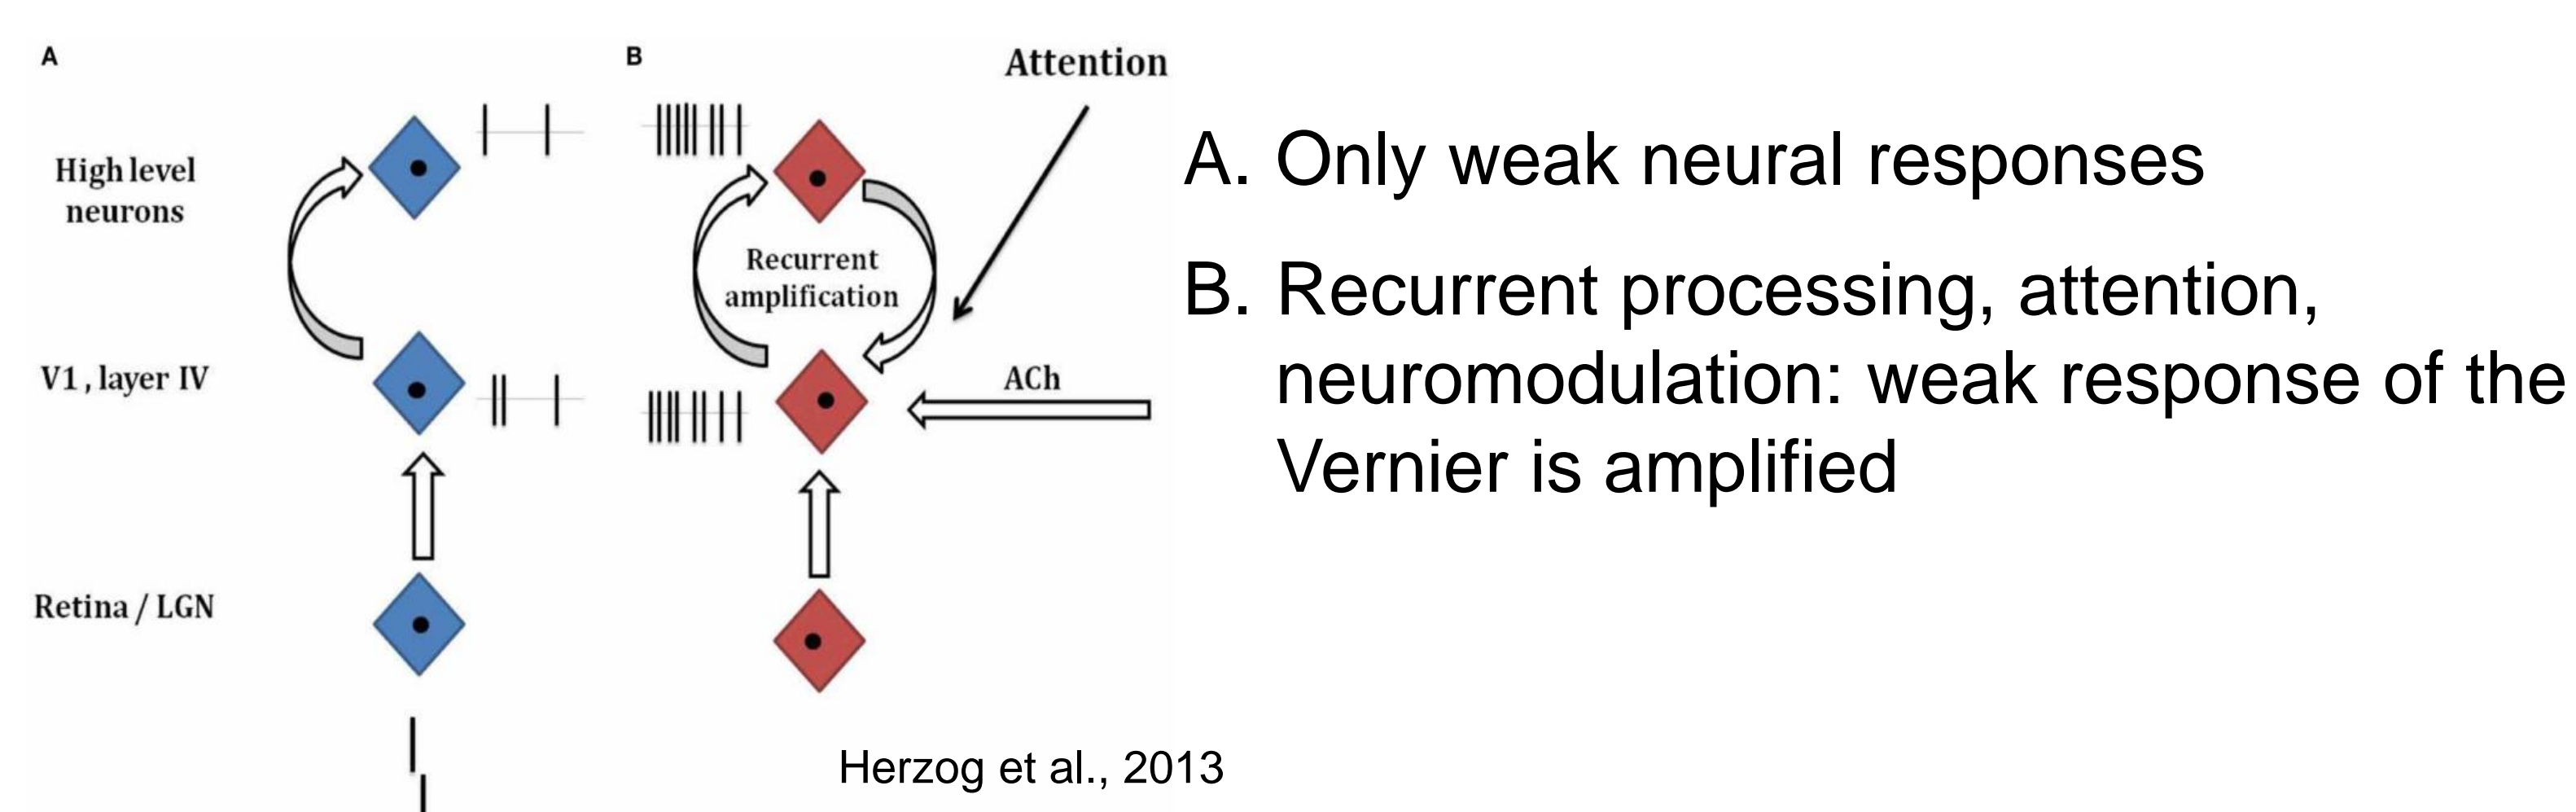 A
B
Attention
High level
neurons
Recurrent
amplification
V1, layer IV
ACh
Retina / LGN
Herzog et al., 2013
A. Only weak neural responses
B. Recurrent processing, attention,
neuromodulation: weak response of the
Vernier is amplified